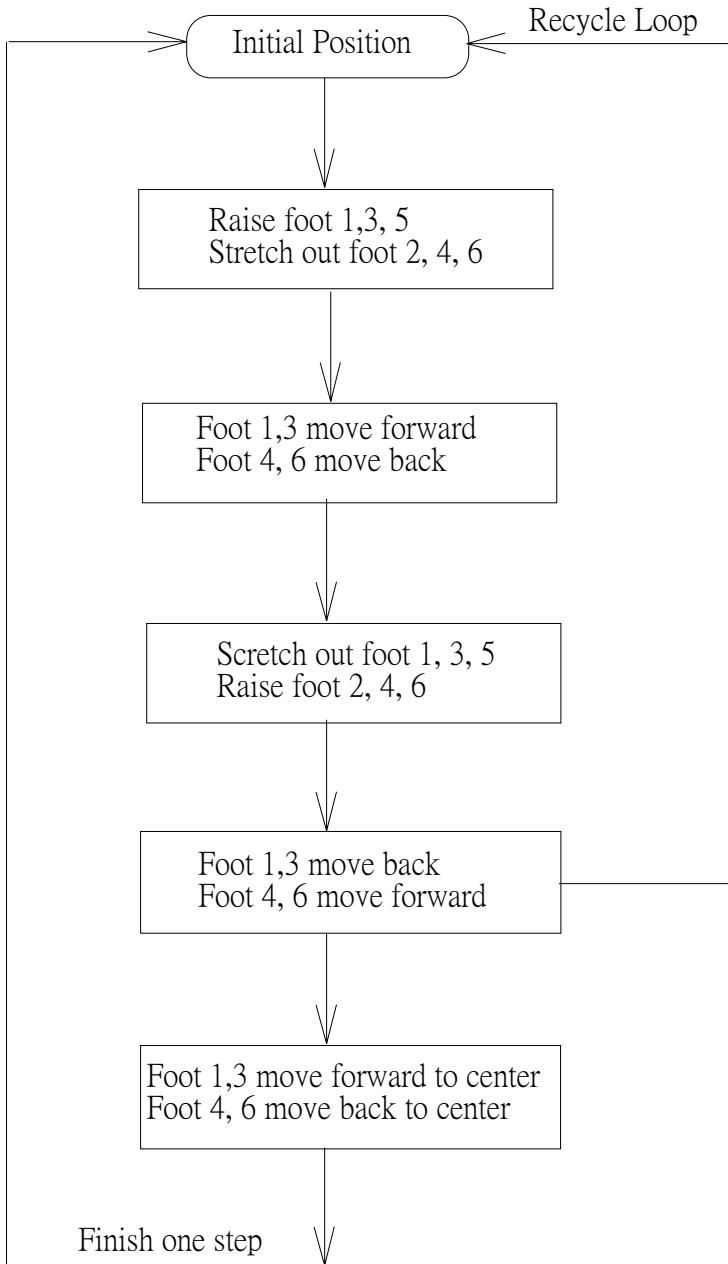 Recycle Loop
Initial Position
Raise foot 1,3, 5
Stretch out foot 2, 4, 6
Foot 1,3 move forward
Foot 4, 6 move back
Scretch out foot 1, 3, 5
Raise foot 2, 4, 6
Foot 1,3 move back
Foot 4, 6 move forward
Foot 1,3 move forward to center
Foot 4, 6 move back to center
Finish one step